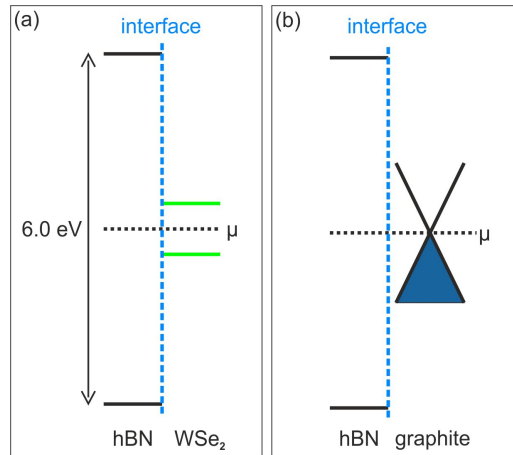 (a)
interface
6.0 eV
μ
hBN WSe₂
(b)
interface
μ
hBN graphite